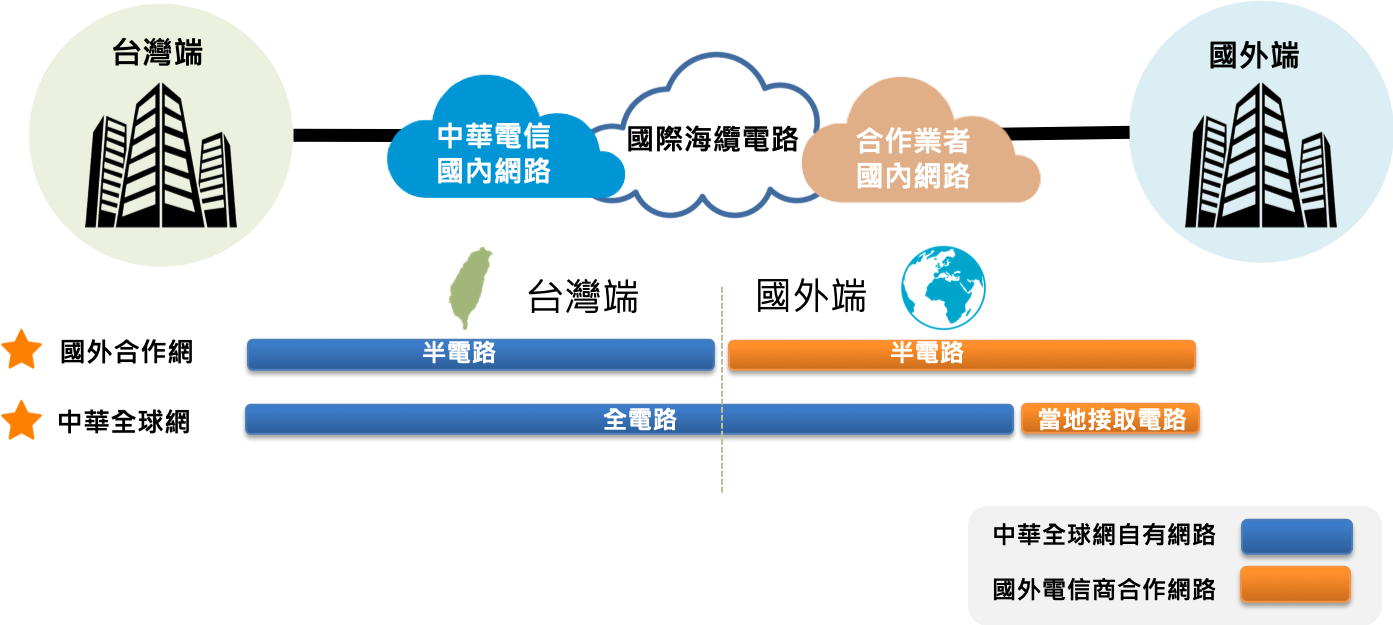 台灣端
國外端
中華電信
國內網路
國際海纜電路
合作業者
國內網路
台灣端
國外端
國外合作網
半電路
半電路
中華全球網
全電路
當地接取電路
中華全球網自有網路
國外電信商合作網路